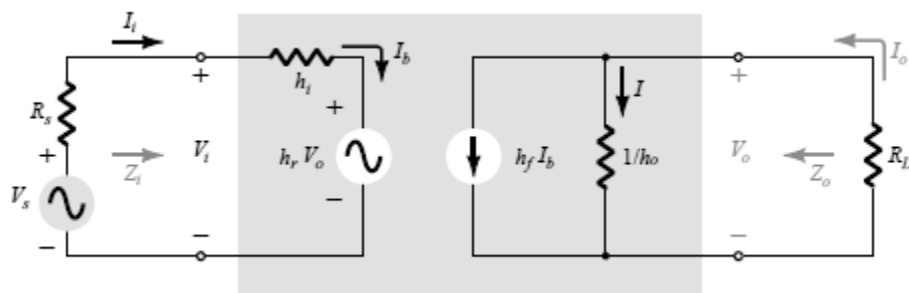 I_i
+
h_i
I_b
I
+
I_o
R_s
+
V_s
−
Z_i
V_i
−
+
h_r V_o
−
h_f I_b
1/h_o
V_o
−
Z_o
R_L